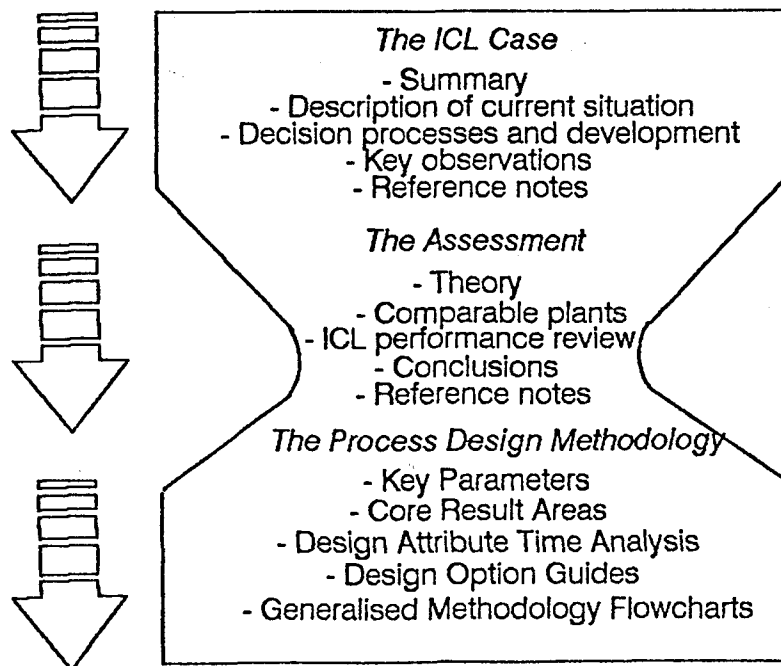 The ICL Case
- Summary
- Description of current situation
- Decision processes and development
- Key observations
- Reference notes
The Assessment
- Theory
- Comparable plants
- ICL performance review
- Conclusions
- Reference notes
The Process Design Methodology
- Key Parameters
- Core Result Areas
- Design Attribute Time Analysis
- Design Option Guides
- Generalised Methodology Flowcharts